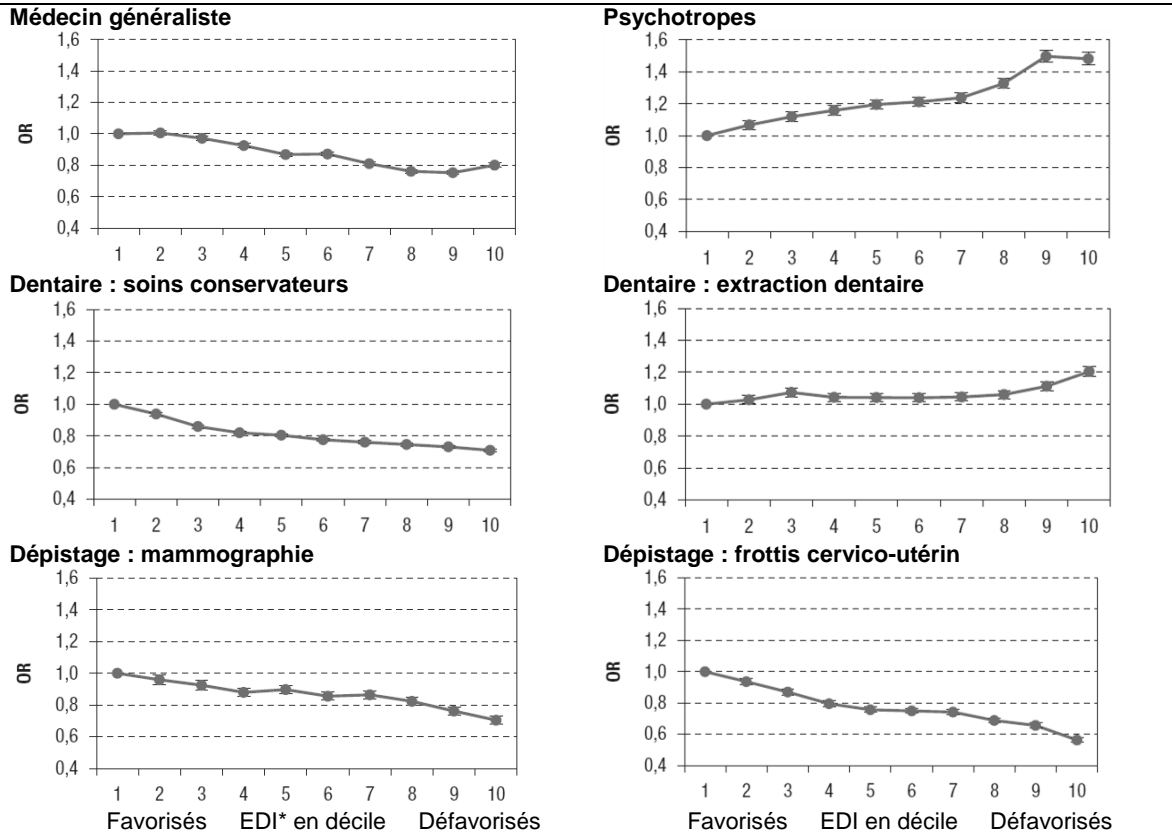 Médecin généraliste
1,6
1,4
1,2
1,0
0,8
0,6
0,4
OR
1 2 3 4 5 6 7 8 9 10
Psychotropes
1,6
1,4
1,2
1,0
0,8
0,6
0,4
OR
1 2 3 4 5 6 7 8 9 10
Dentaire : soins conservateurs
1,6
1,4
1,2
1,0
0,8
0,6
0,4
OR
1 2 3 4 5 6 7 8 9 10
Dentaire : extraction dentaire
1,6
1,4
1,2
1,0
0,8
0,6
0,4
OR
1 2 3 4 5 6 7 8 9 10
Dépistage : mammographie
1,6
1,4
1,2
1,0
0,8
0,6
0,4
OR
1 2 3 4 5 6 7 8 9 10
Favorisés EDI* en décile Défavorisés
Dépistage : frottis cervico-utérin
1,6
1,4
1,2
1,0
0,8
0,6
0,4
OR
1 2 3 4 5 6 7 8 9 10
Favorisés EDI en décile Défavorisés